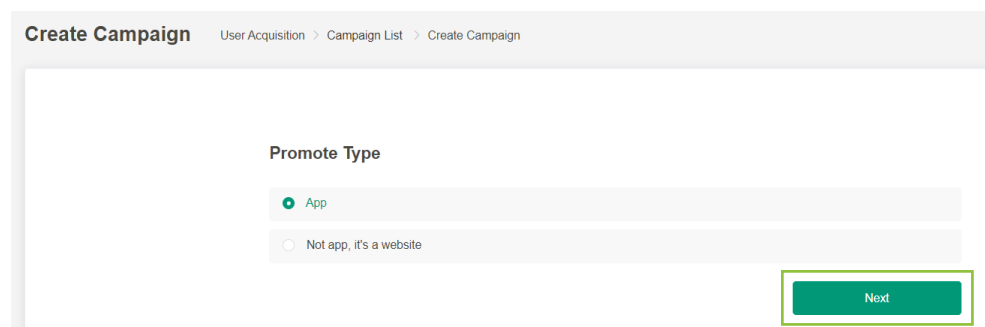 Create Campaign User Acquisition > Campaign List > Create Campaign
Promote Type
App
Not app, it's a website
Next